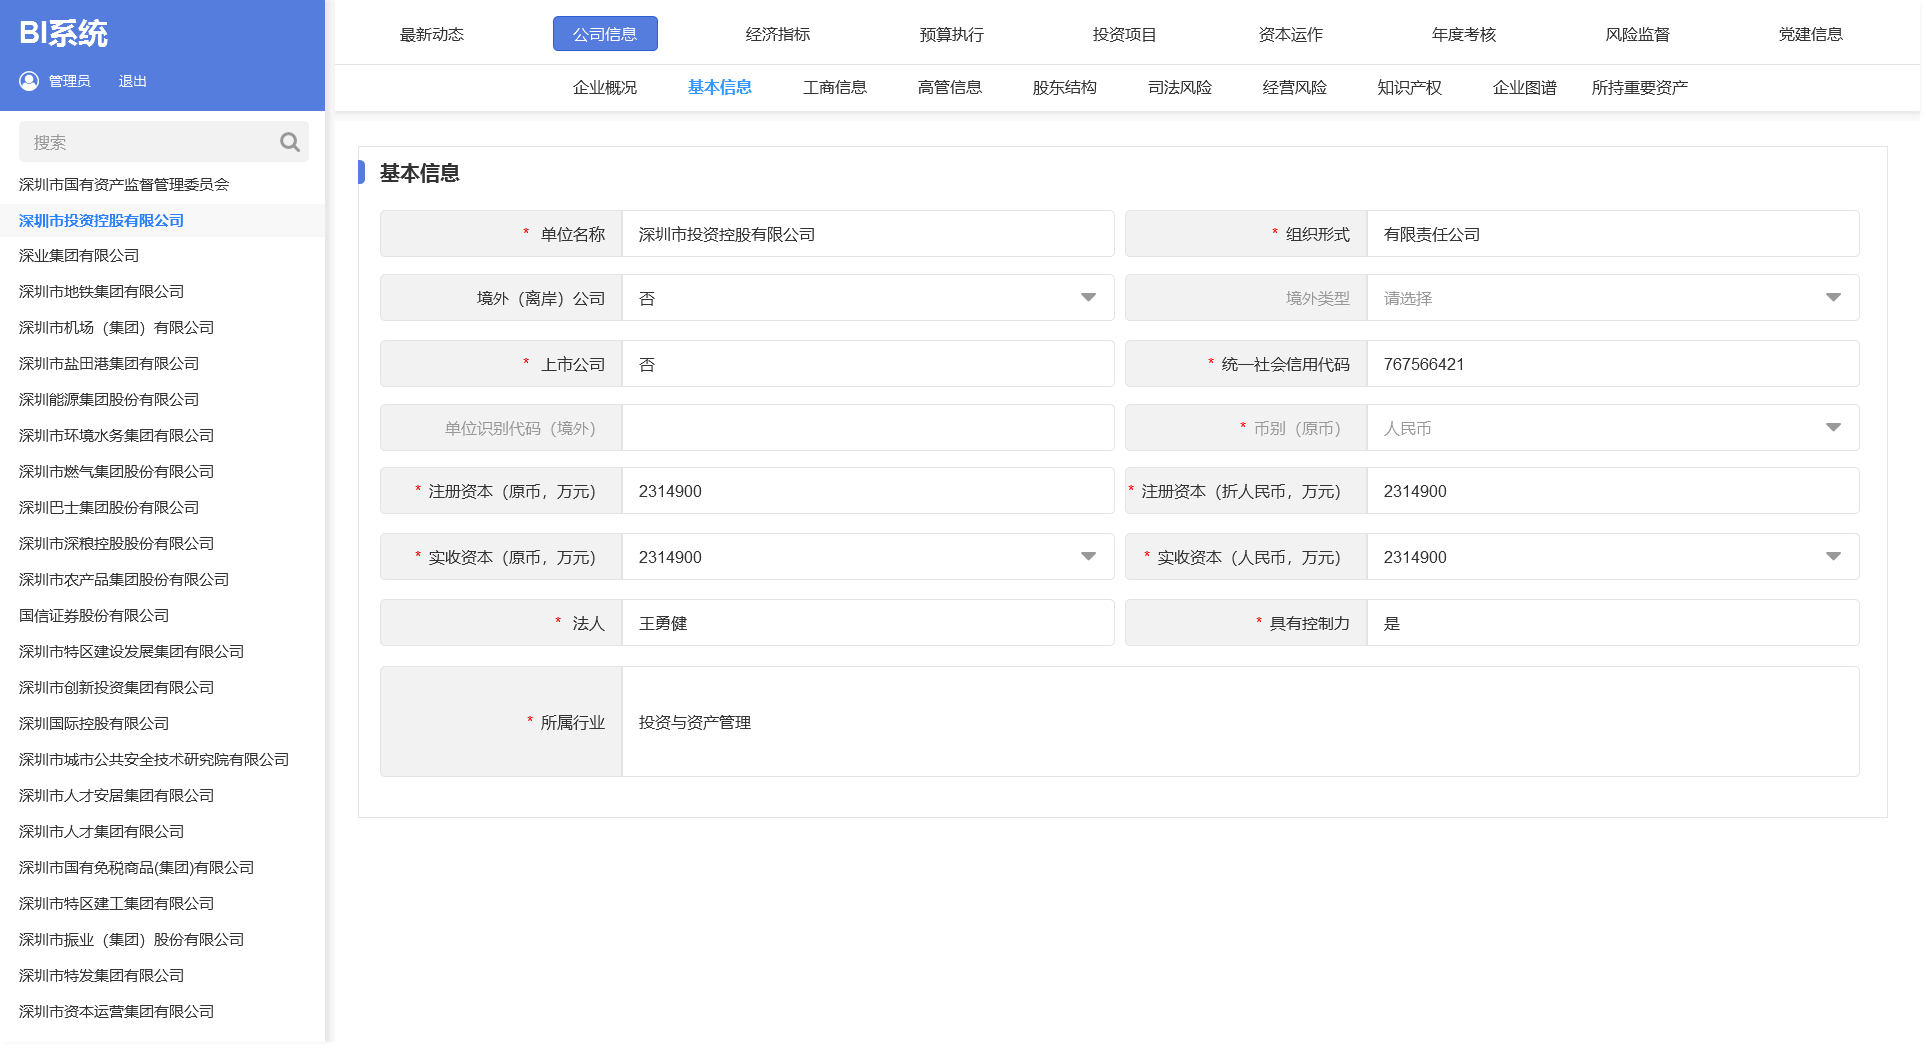 BI系统
管理员 退出
搜索
深圳市国有资产监督管理委员会
深圳市投资控股有限公司
深业集团有限公司
深圳市地铁集团有限公司
深圳市机场（集团）有限公司
深圳市盐田港集团有限公司
深圳能源集团股份有限公司
深圳市环境水务集团有限公司
深圳市燃气集团股份有限公司
深圳巴士集团股份有限公司
深圳市深粮控股股份有限公司
深圳市农产品集团股份有限公司
国信证券股份有限公司
深圳市特区建设发展集团有限公司
深圳市创新投资集团有限公司
深圳国际控股有限公司
深圳市城市公共安全技术研究院有限公司
深圳市人才安居集团有限公司
深圳市人才集团有限公司
深圳市国有免税商品(集团)有限公司
深圳市特区建工集团有限公司
深圳市振业（集团）股份有限公司
深圳市特发集团有限公司
深圳市资本运营集团有限公司
最新动态 公司信息 经济指标 预算执行 投资项目 资本运作 年度考核 风险监督 党建信息
企业概况 基本信息 工商信息 高管信息 股东结构 司法风险 经营风险 知识产权 企业图谱 所持重要资产
基本信息
* 单位名称 深圳市投资控股有限公司 * 组织形式 有限责任公司
境外（离岸）公司 否 境外类型 请选择
* 上市公司 否 * 统一社会信用代码 767566421
单位识别代码（境外） * 币别（原币） 人民币
* 注册资本（原币，万元） 2314900 * 注册资本（折人民币，万元） 2314900
* 实收资本（原币，万元） 2314900 * 实收资本（人民币，万元） 2314900
* 法人 王勇健 * 具有控制力 是
* 所属行业 投资与资产管理